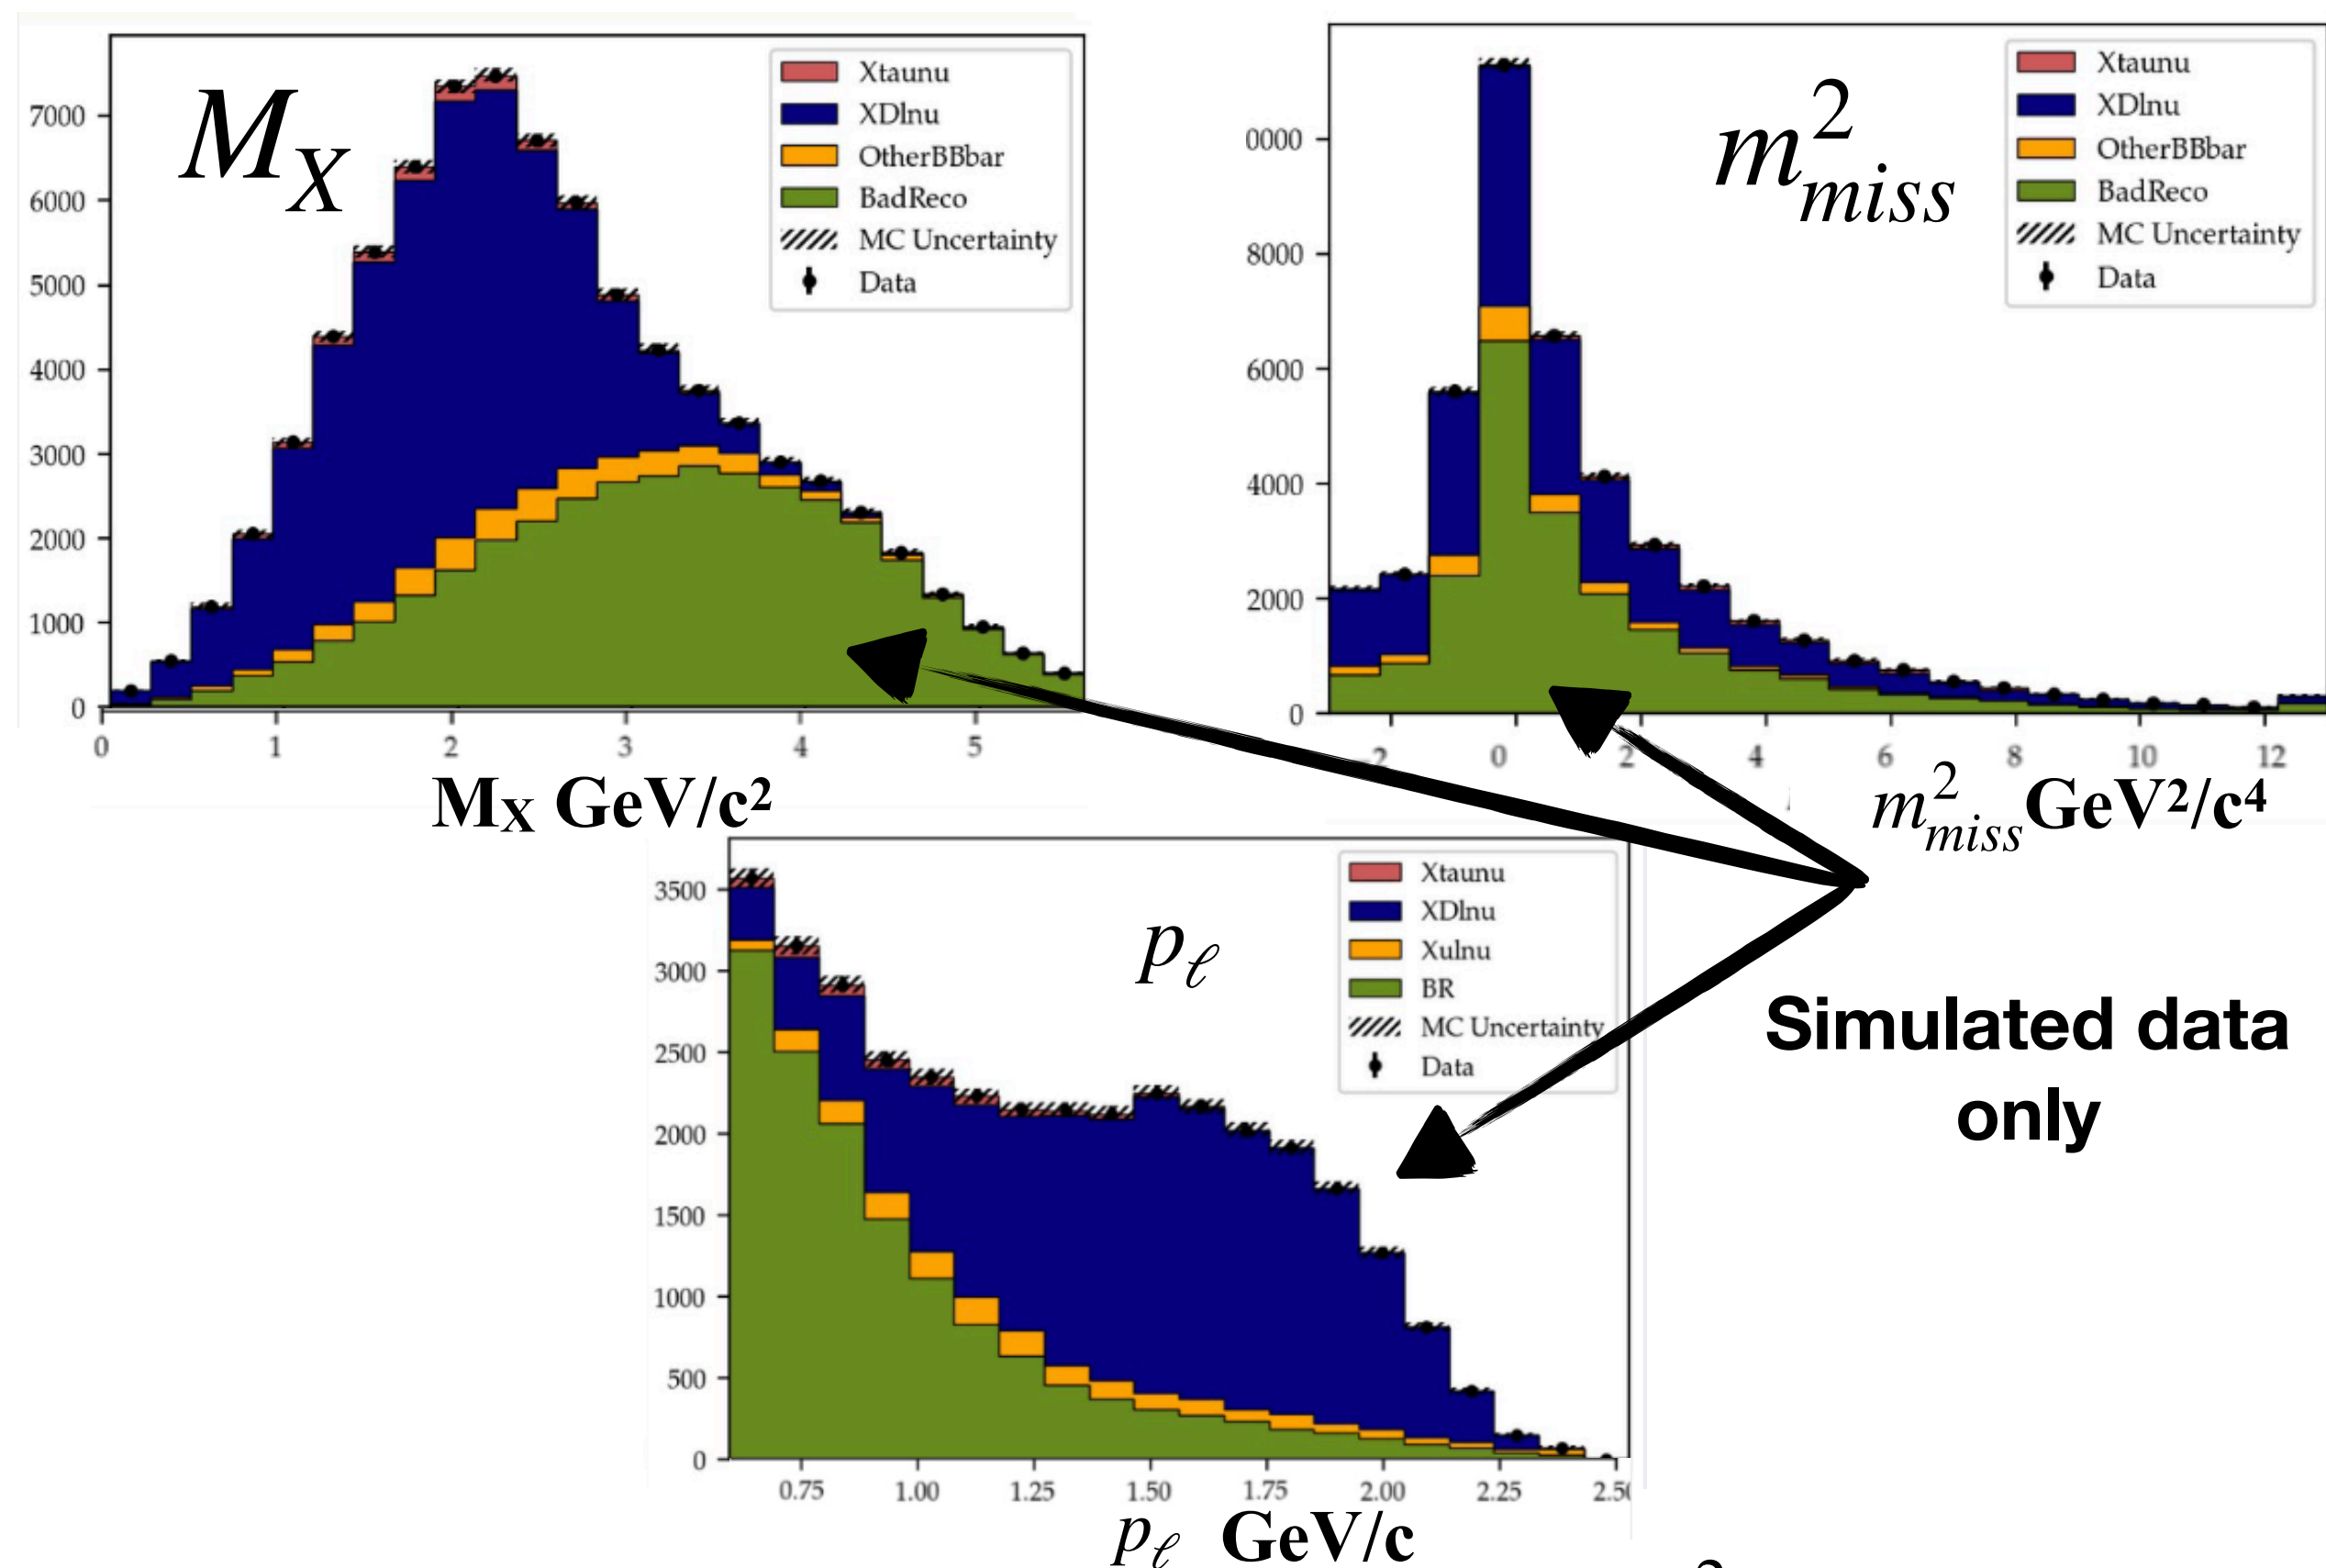 M_X
Xtaunu
XDlnu
OtherBBbar
BadReco
MC Uncertainty
Data
7000
6000
5000
4000
3000
2000
1000
0
0 1 2 3 4 5
M_X GeV/c²
m²_miss
Xtaunu
XDlnu
OtherBBbar
BadReco
MC Uncertainty
Data
0000
8000
6000
4000
2000
0
-2 0 2 4 6 8 10 12
m²_miss GeV²/c⁴
p_ℓ
Xtaunu
XDlnu
Xulnu
BR
MC Uncertainty
Data
3500
3000
2500
2000
1500
1000
500
0
0.75 1.00 1.25 1.50 1.75 2.00 2.25 2.50
p_ℓ GeV/c
Simulated data
only